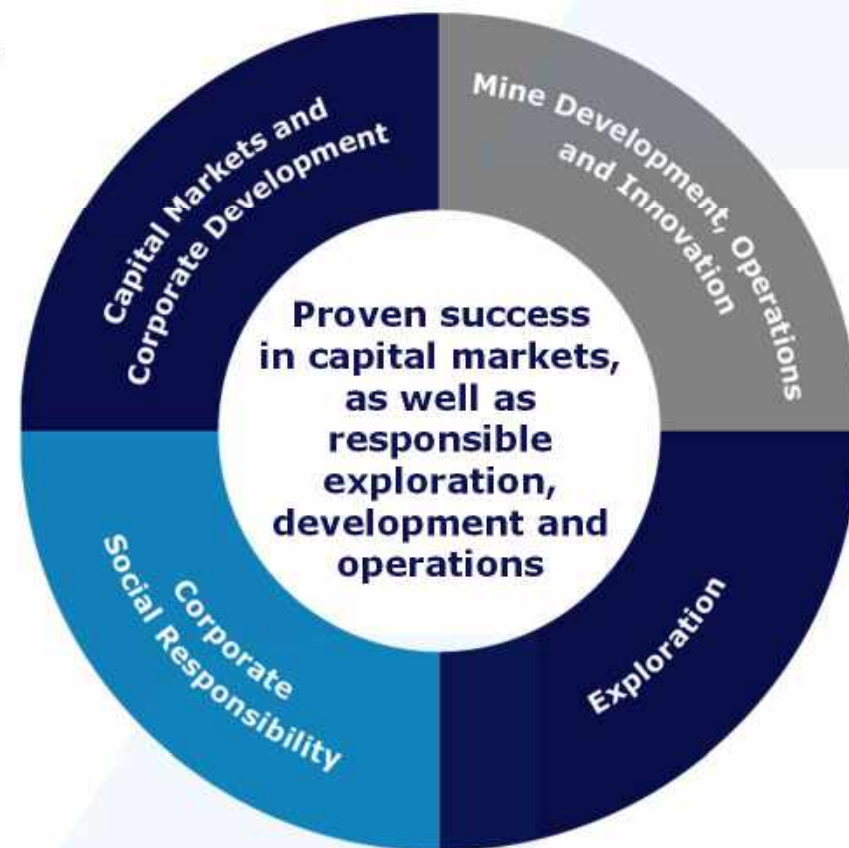 Capital Markets and
Corporate Development
Mine Development, Operations
and Innovation
Proven success
in capital markets,
as well as
responsible
exploration,
development and
operations
Corporate
Social Responsibility
Exploration